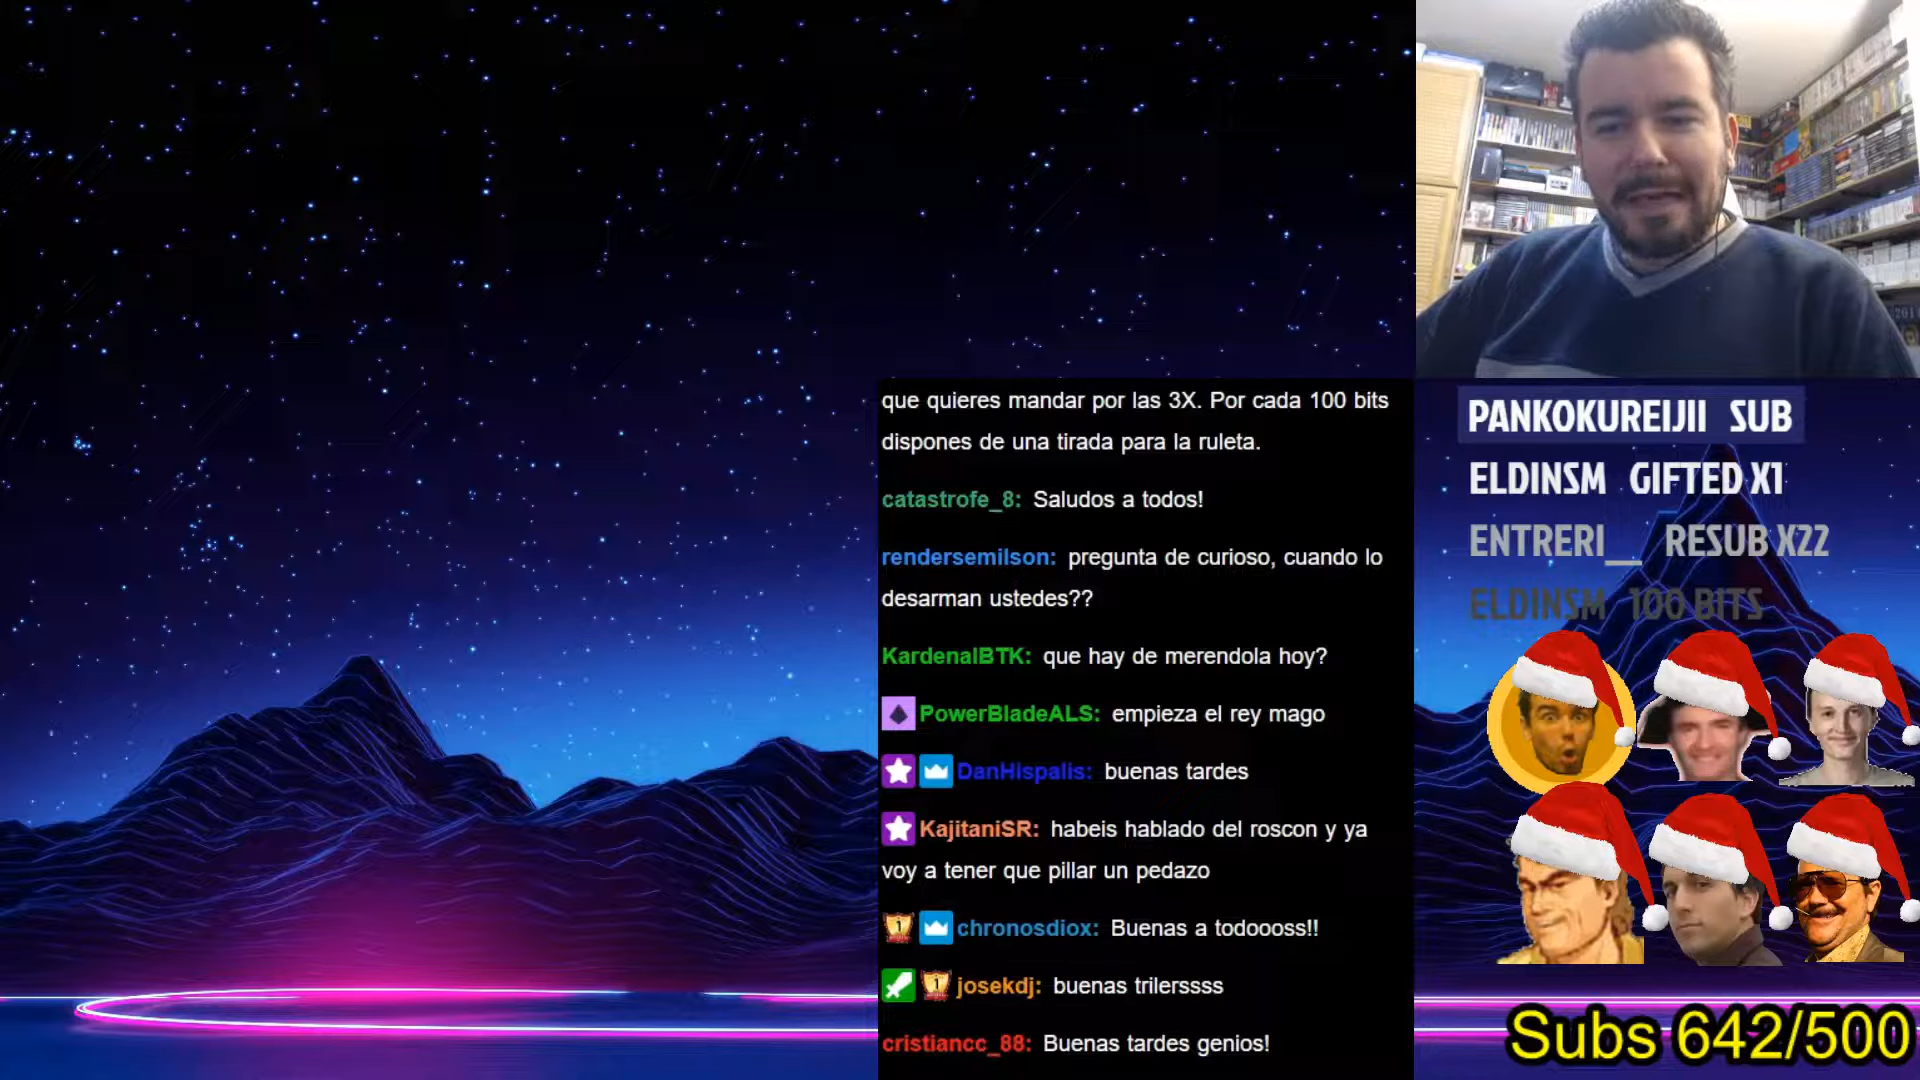 que quieres mandar por las 3X. Por cada 100 bits
dispones de una tirada para la ruleta.
catastrofe_8: Saludos a todos!
rendersemilson: pregunta de curioso, cuando lo
desarman ustedes??
KardenalBTK: que hay de merendola hoy?
PowerBladeALS: empieza el rey mago
DanHispalis: buenas tardes
KajitaniSR: habeis hablado del roscon y ya
voy a tener que pillar un pedazo
1 chronosdiox: Buenas a todoooss!!
1 josekdj: buenas trilerssss
cristiancc_88: Buenas tardes genios!
PANKOKUREIJII SUB
ELDINSM GIFTED X1
ENTRERI__ RESUB X22
ELDINSM 100 BITS
Subs 642/500